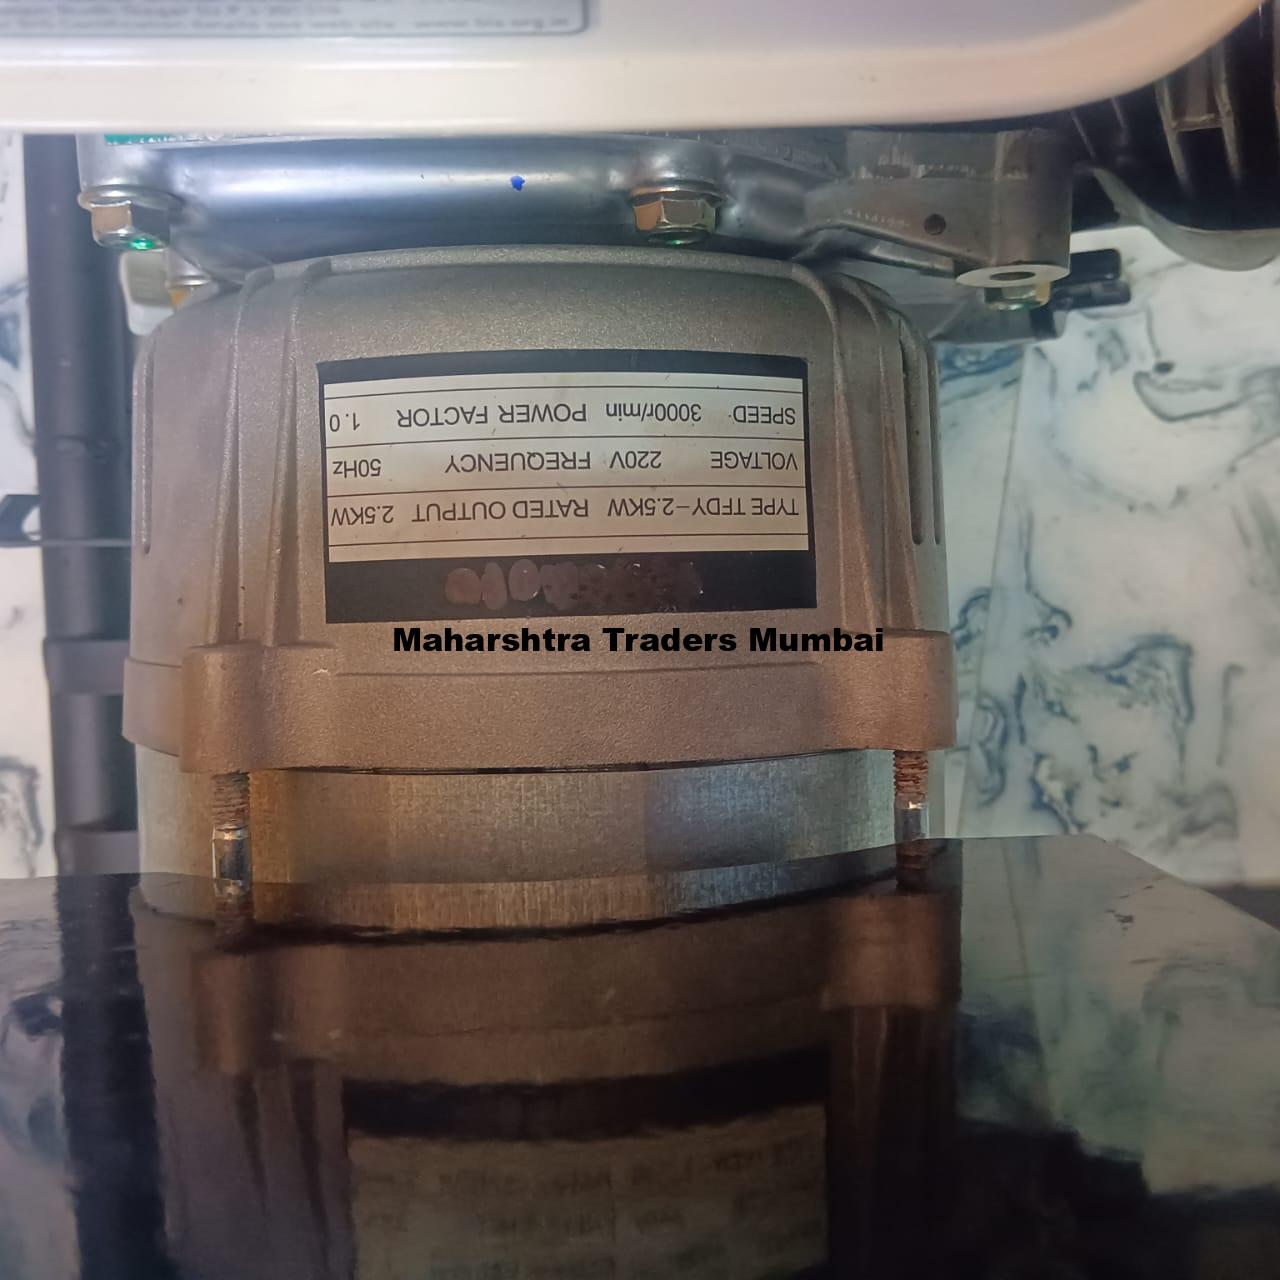 TYPE TFDY-2.5KW RATED OUTPUT 2.5KW
VOLTAGE 220V FREQUENCY 50Hz
SPEED 3000r/min POWER FACTOR 1.0
Maharshtra Traders Mumbai